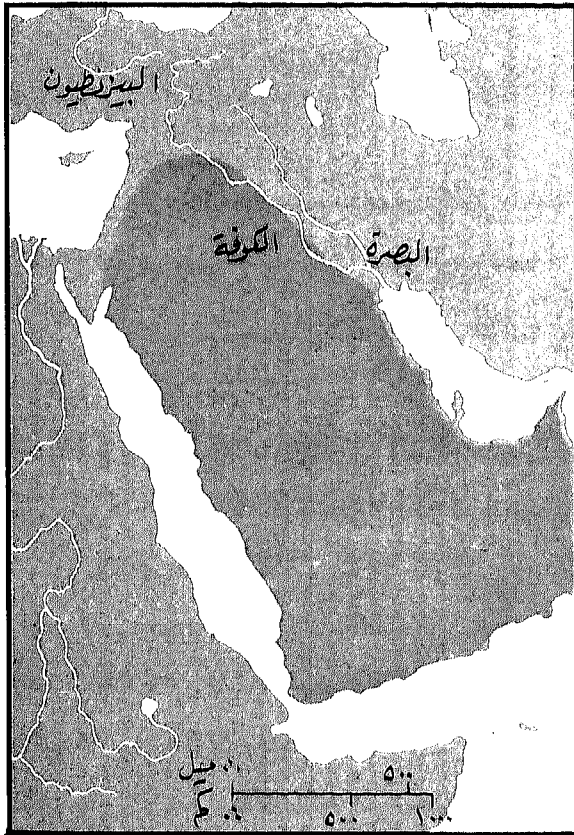 البيزنطيون
الكوفة
البصرة
ميل ٥٠٠
كم ٥٠٠ ١٠٠٠